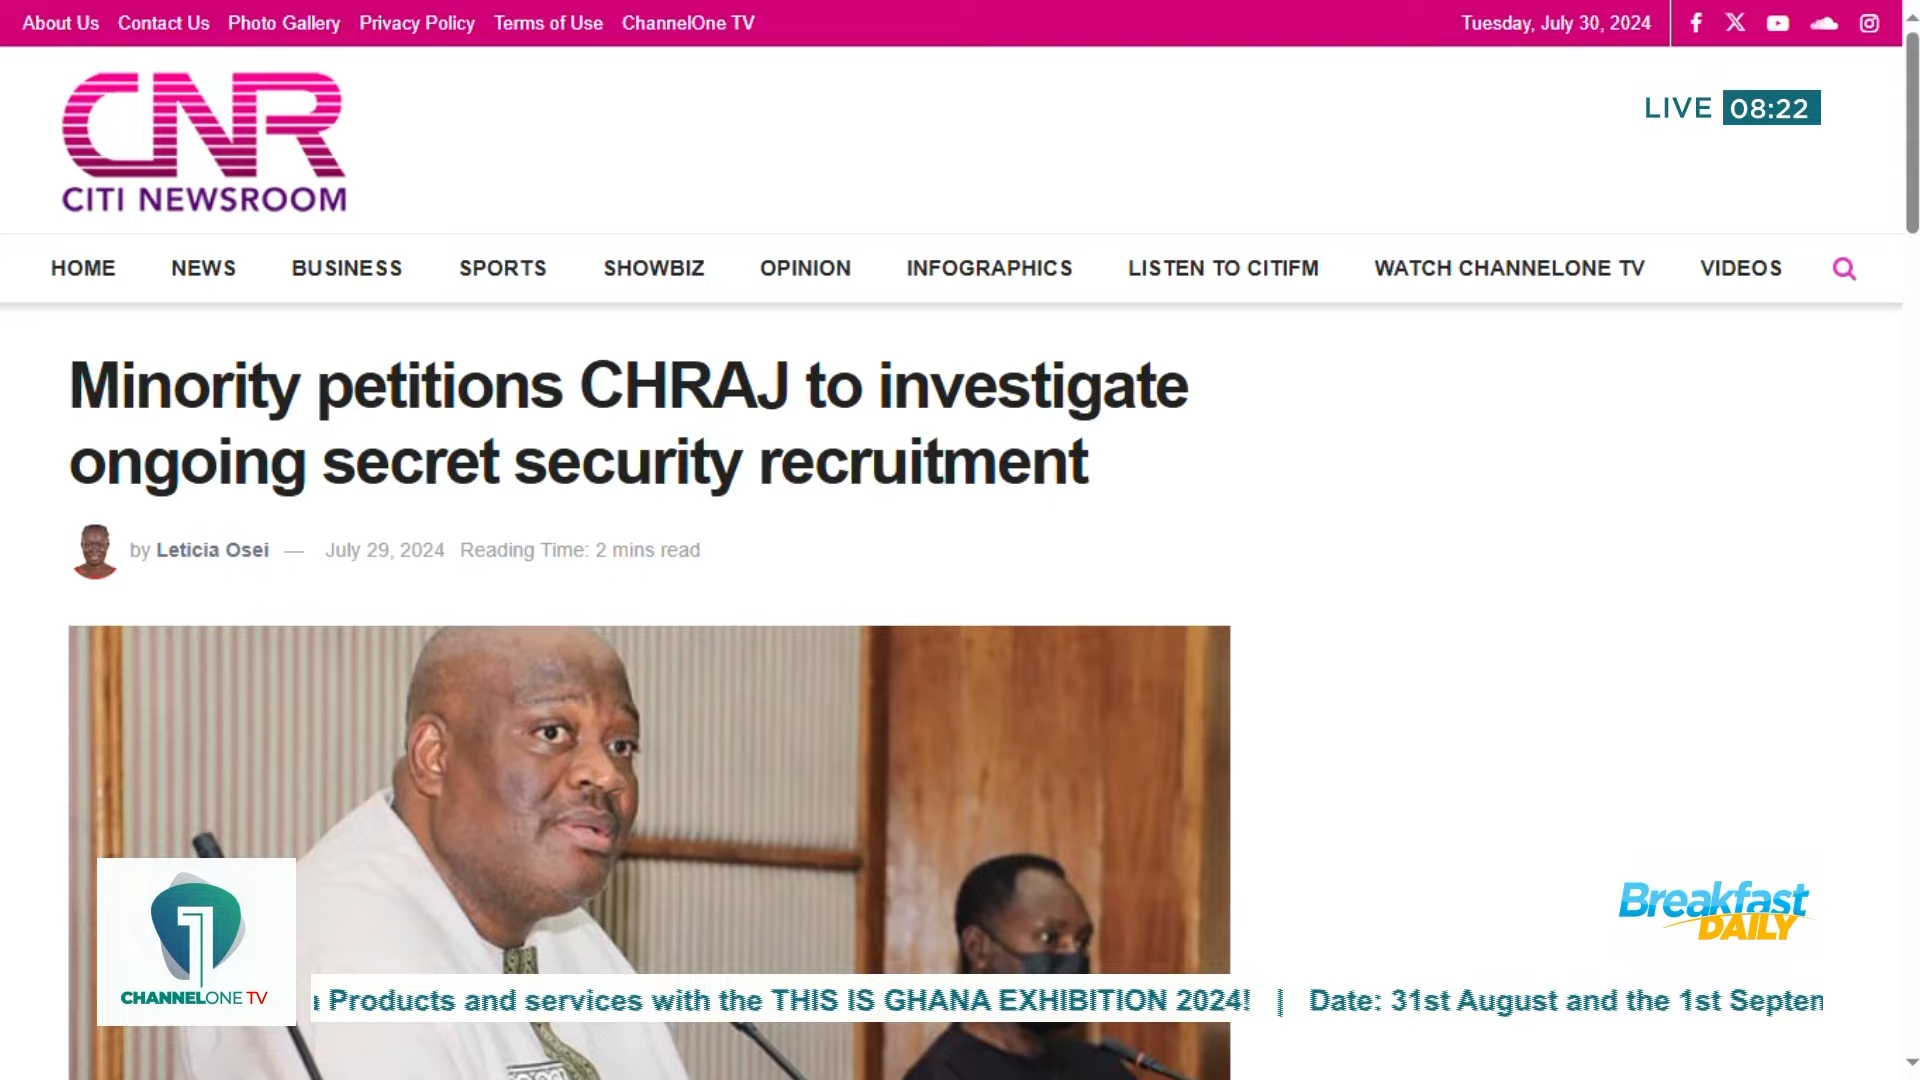 About Us Contact Us Photo Gallery Privacy Policy Terms of Use ChannelOne TV Tuesday, July 30, 2024
CNR
CITI NEWSROOM
LIVE 08:22
HOME NEWS BUSINESS SPORTS SHOWBIZ OPINION INFOGRAPHICS LISTEN TO CITIFM WATCH CHANNELONE TV VIDEOS
Minority petitions CHRAJ to investigate
ongoing secret security recruitment
by Leticia Osei — July 29, 2024 Reading Time: 2 mins read
Breakfast
DAILY
1
CHANNELONE TV
Products and services with the THIS IS GHANA EXHIBITION 2024! | Date: 31st August and the 1st